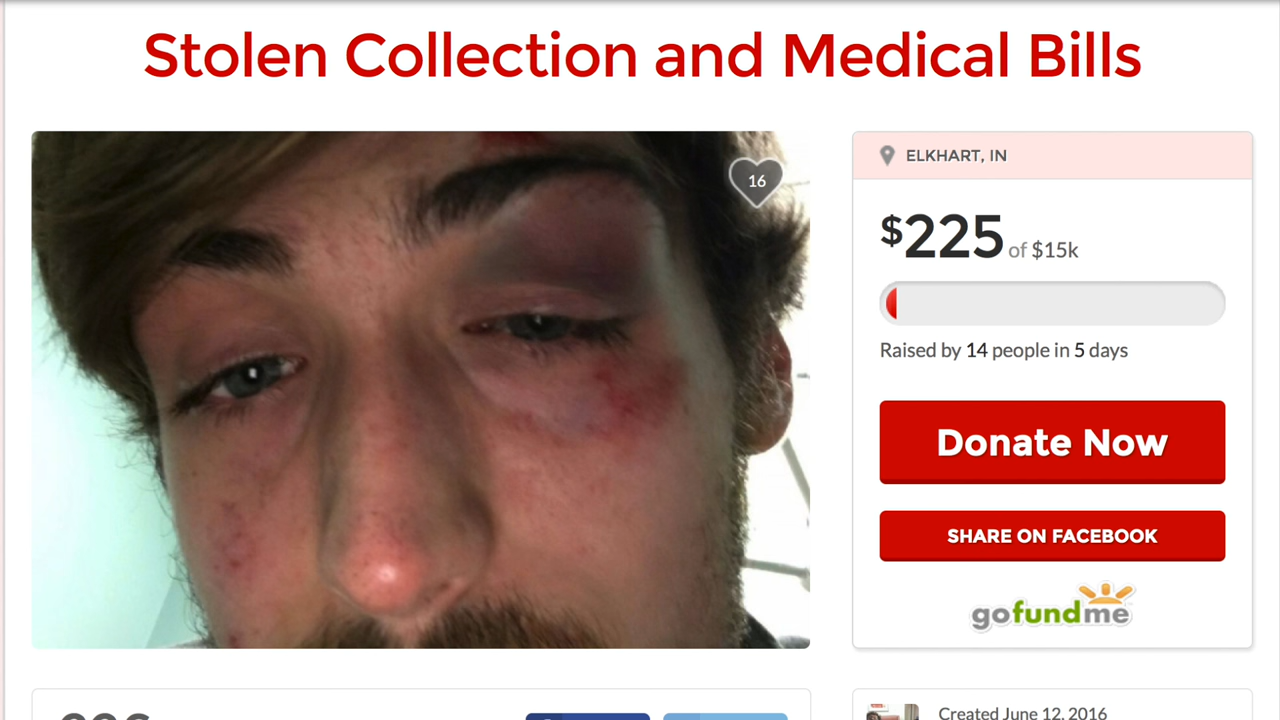 Stolen Collection and Medical Bills
16
ELKHART, IN
$225 of $15k
Raised by 14 people in 5 days
Donate Now
SHARE ON FACEBOOK
gofundme
Created June 12, 2016